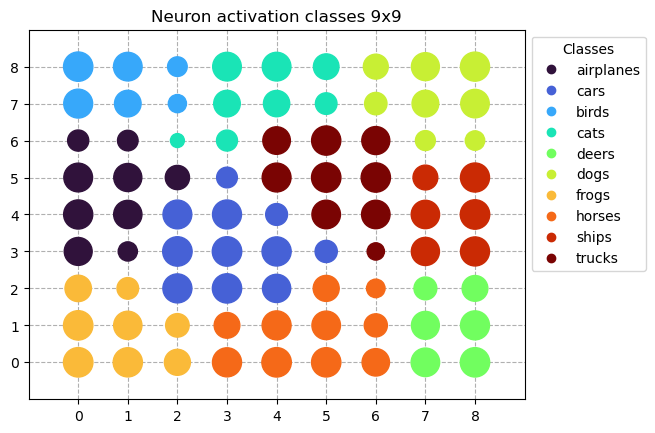 Neuron activation classes 9x9
8
7
6
5
4
3
2
1
0
0 1 2 3 4 5 6 7 8
Classes
airplanes
cars
birds
cats
deers
dogs
frogs
horses
ships
trucks